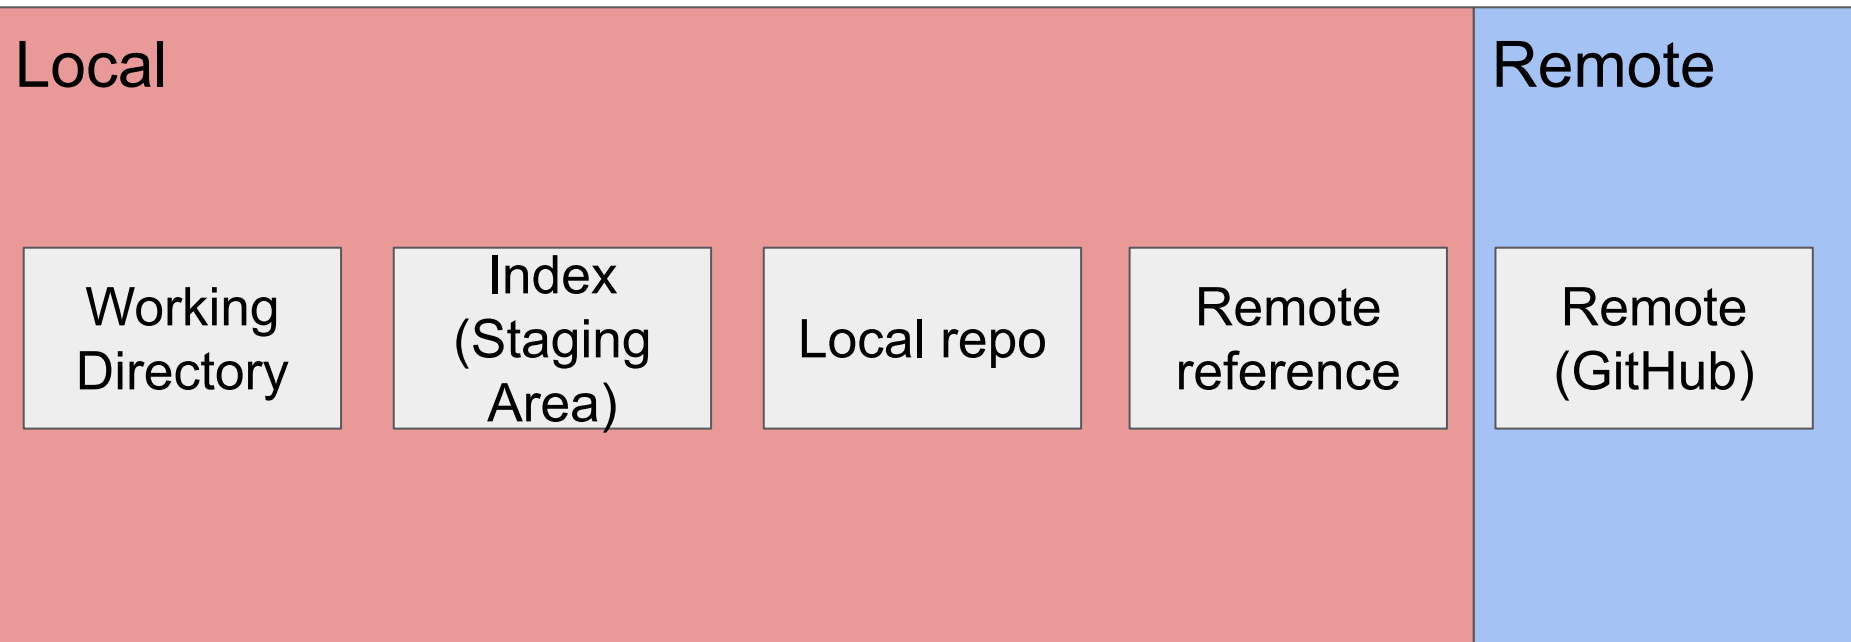 Local
Remote
Working
Directory
Index
(Staging
Area)
Local repo
Remote
reference
Remote
(GitHub)